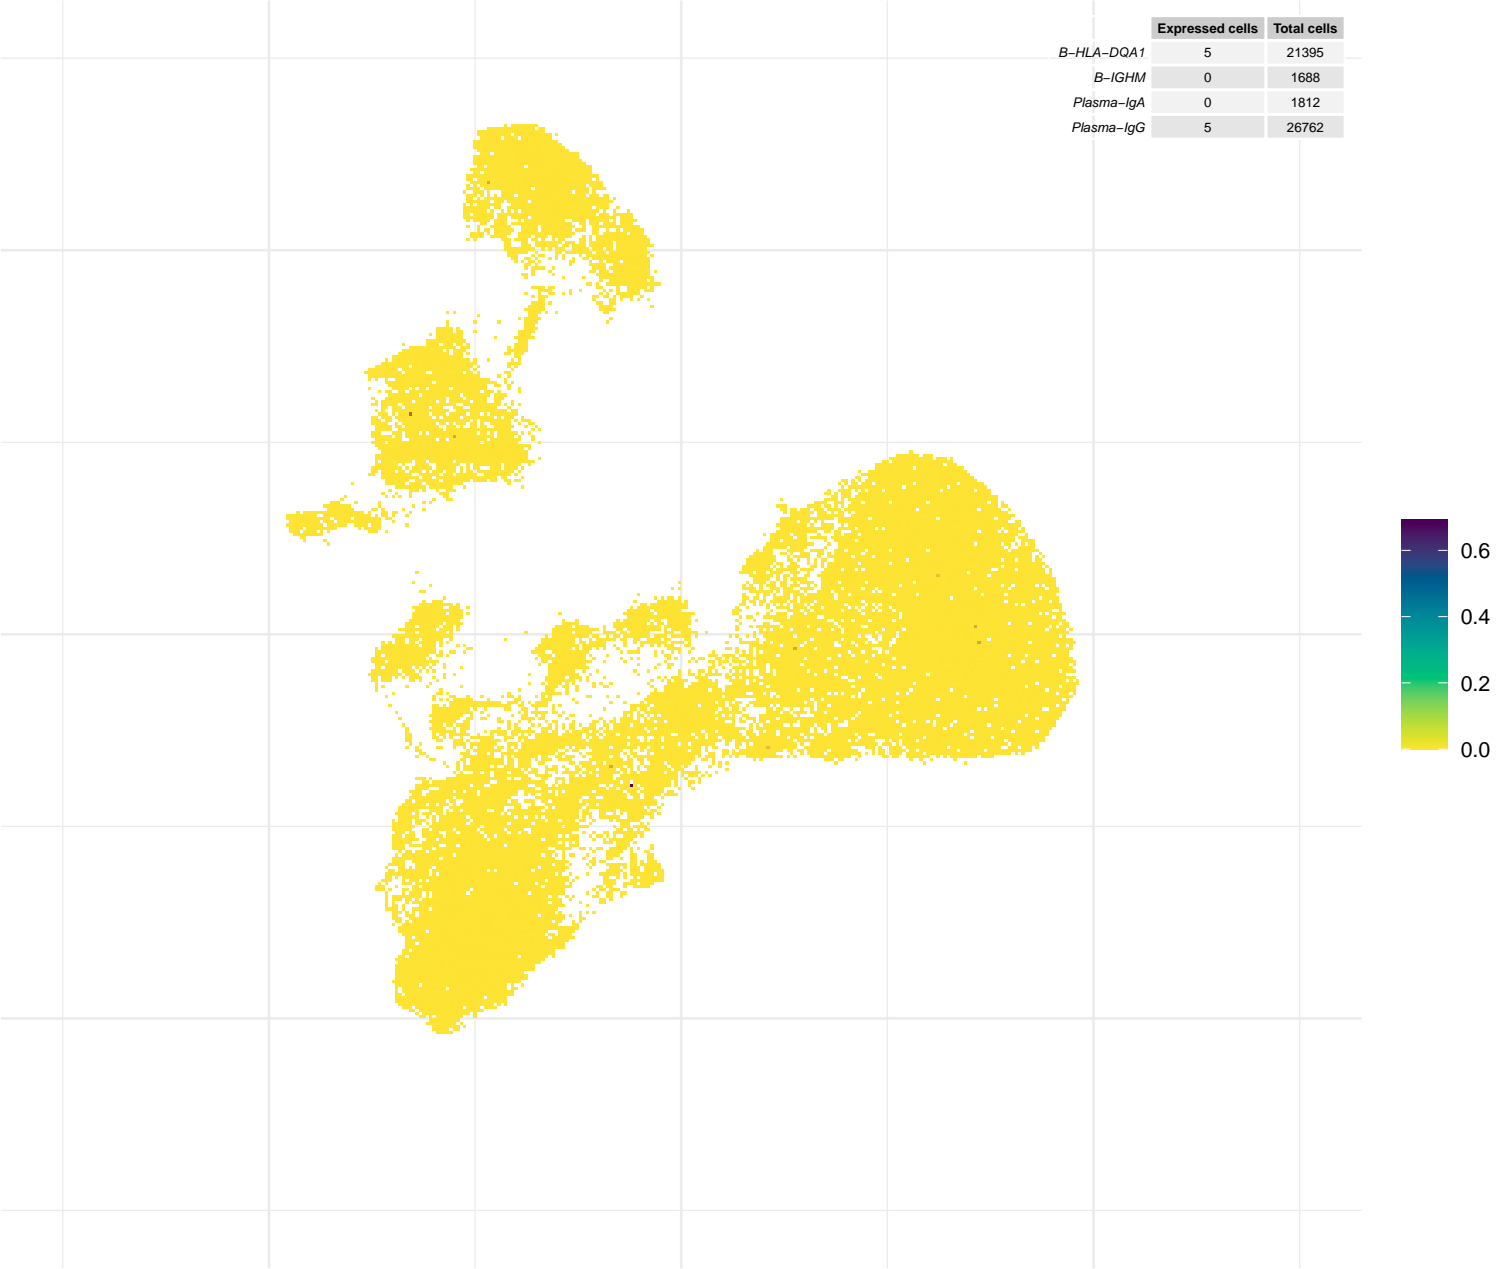 Expressed cells Total cells
B−HLA−DQA1 5 21395
B−IGHM 0 1688
Plasma−IgA 0 1812
Plasma−IgG 5 26762
0.6
0.4
0.2
0.0